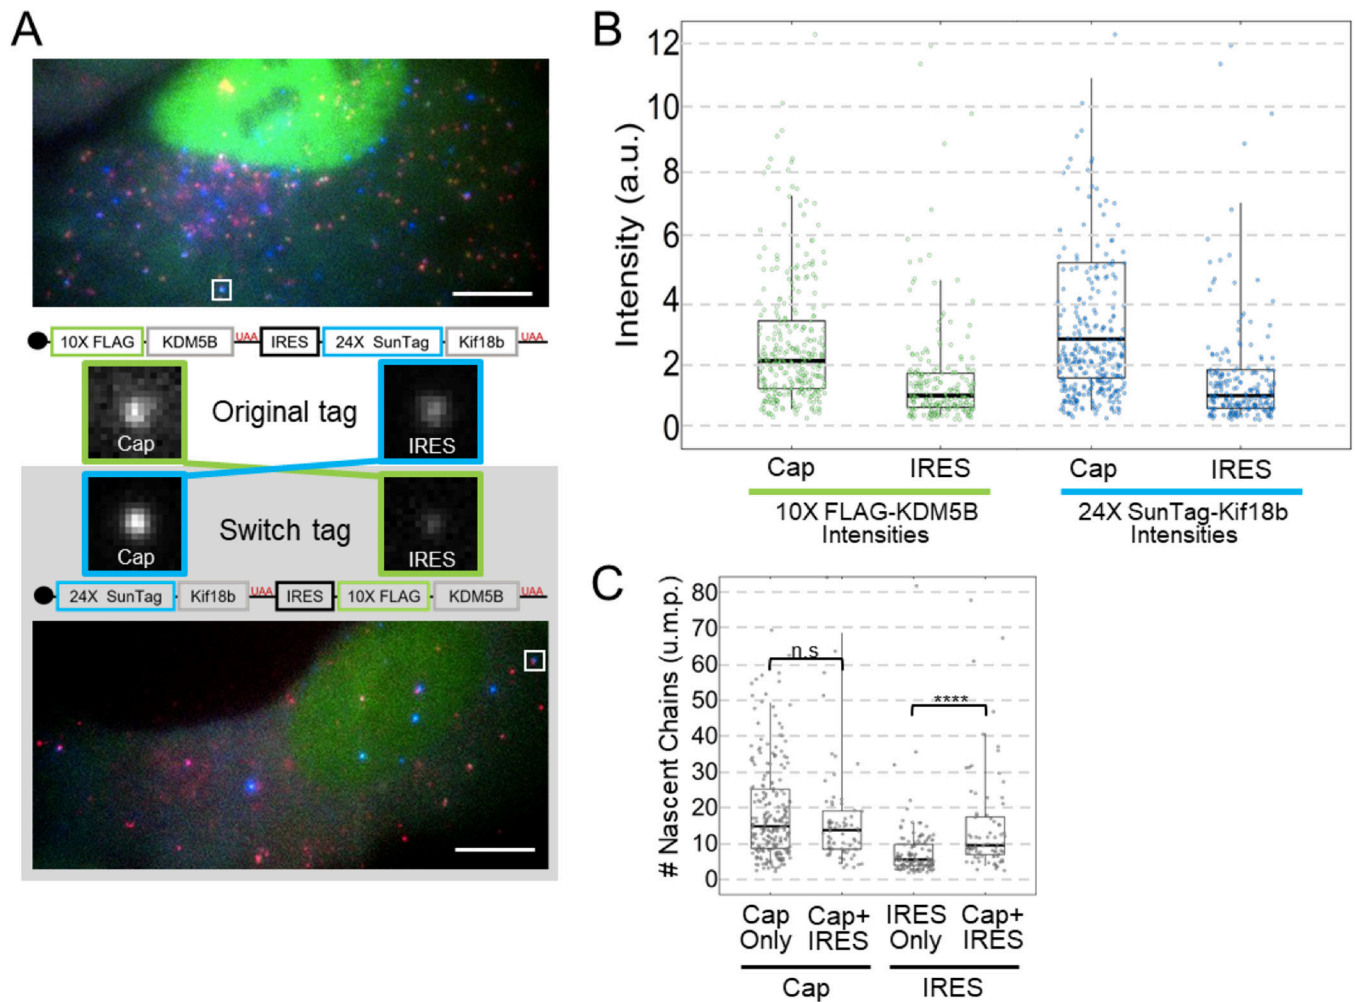 A
10X FLAG KDM5B UAA IRES 24X SunTag Kif18b UAA
Cap Original tag IRES
Cap Switch tag IRES
24X SunTag Kif18b UAA IRES 10X FLAG KDM5B UAA
B
Intensity (a.u.)
12
10
8
6
4
2
0
Cap IRES Cap IRES
10X FLAG-KDM5B
Intensities
24X SunTag-Kif18b
Intensities
C
# Nascent Chains (u.m.p.)
80
70
60
50
40
30
20
10
0
n.s
****
Cap
Only
Cap+
IRES
IRES
Only
Cap+
IRES
Cap IRES